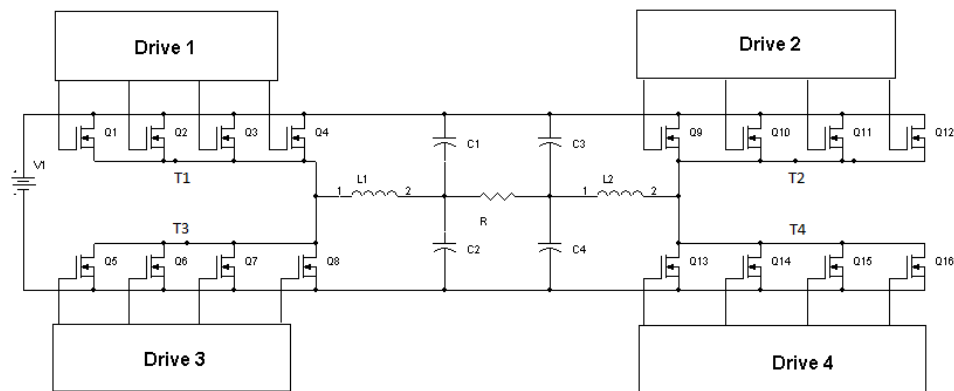 Drive 1
Drive 2
Q1
Q2
Q3
Q4
C1
C3
Q9
Q10
Q11
Q12
V1
T1
T2
L1
L2
1
2
1
2
R
T3
T4
C2
C4
Q5
Q6
Q7
Q8
Q13
Q14
Q15
Q16
Drive 3
Drive 4